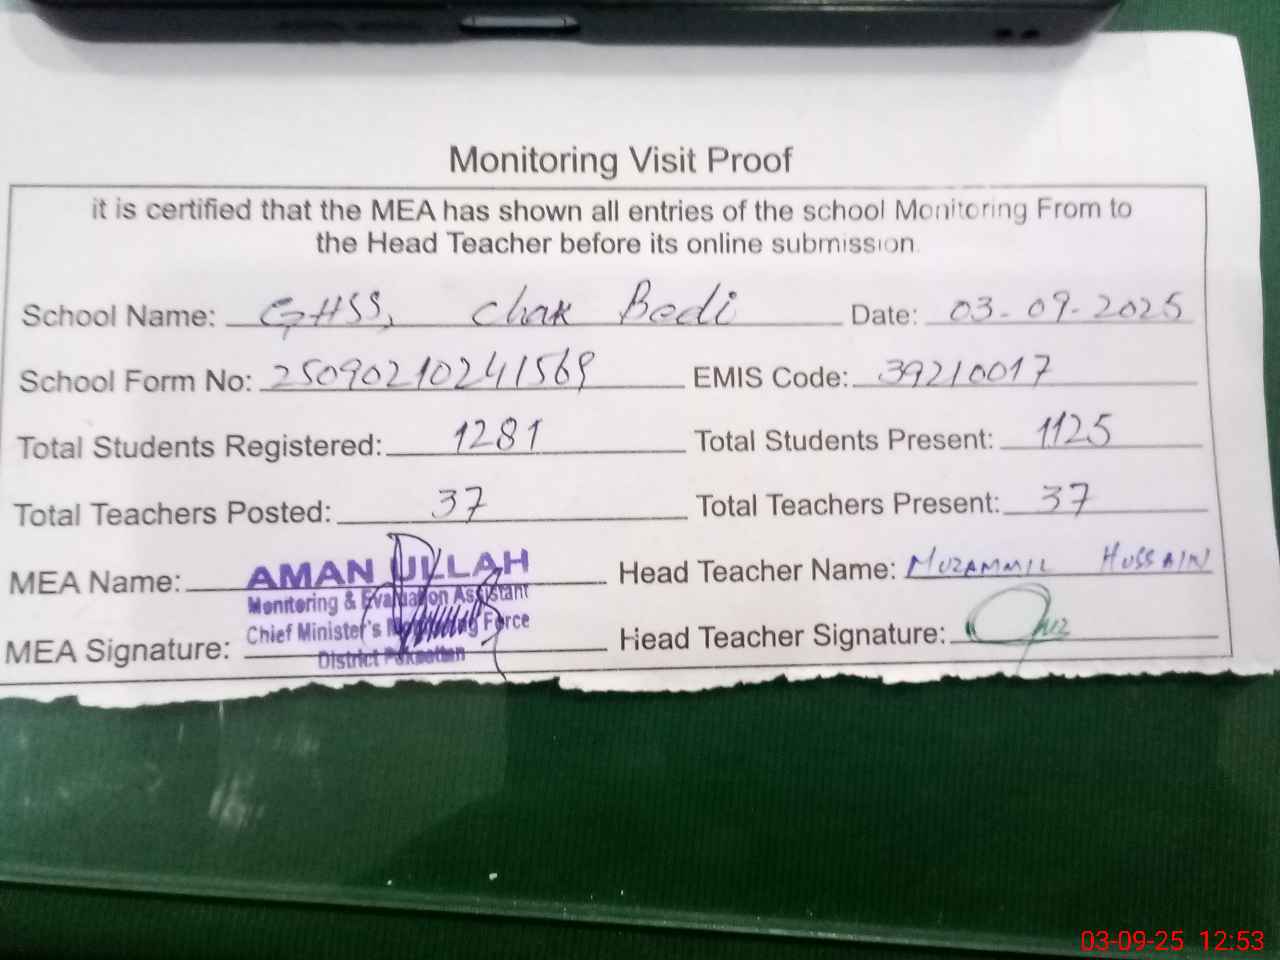 Monitoring Visit Proof
it is certified that the MEA has shown all entries of the school Monitoring From to
the Head Teacher before its online submission.
School Name: GHSS, Chak Bedi Date: 03-09-2025
School Form No: 25090210241569 EMIS Code: 39210017
Total Students Registered: 1281 Total Students Present: 1125
Total Teachers Posted: 37 Total Teachers Present: 37
MEA Name: AMAN ULLAH Head Teacher Name: MUZAMMIL HUSSAIN
Monitoring & Evaluation Assistant
Chief Minister's Monitoring Force
MEA Signature: Head Teacher Signature:
District Pakpattan
03-09-25 12:53